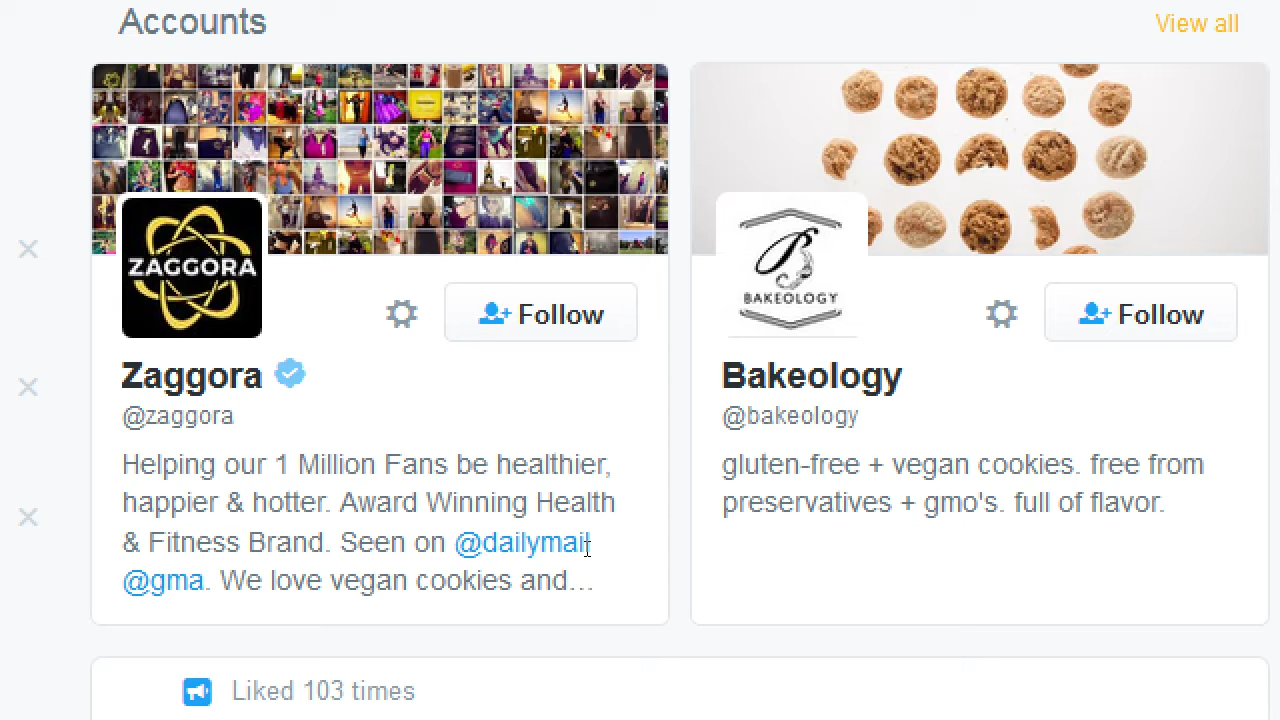 Accounts
View all
ZAGGORA
Follow
Zaggora
@zaggora
Helping our 1 Million Fans be healthier,
happier & hotter. Award Winning Health
& Fitness Brand. Seen on @dailymail
@gma. We love vegan cookies and...
B
BAKEOLOGY
Follow
Bakeology
@bakeology
gluten-free + vegan cookies. free from
preservatives + gmo's. full of flavor.
Liked 103 times